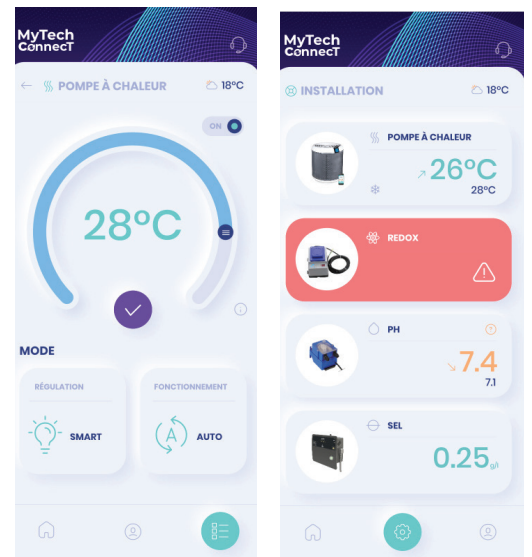 MyTech
ConnecT
POMPE À CHALEUR
18°C
ON
28°C
MODE
RÉGULATION
SMART
FONCTIONNEMENT
A
AUTO
MyTech
ConnecT
INSTALLATION
18°C
POMPE À CHALEUR
26°C
28°C
REDOX
PH
7.4
7.1
SEL
0.25 g/l